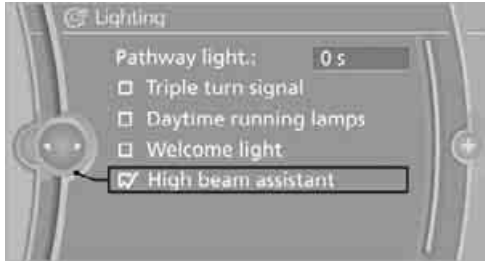 Lighting
Pathway light.: 0 s
Triple turn signal
Daytime running lamps
Welcome light
High beam assistant